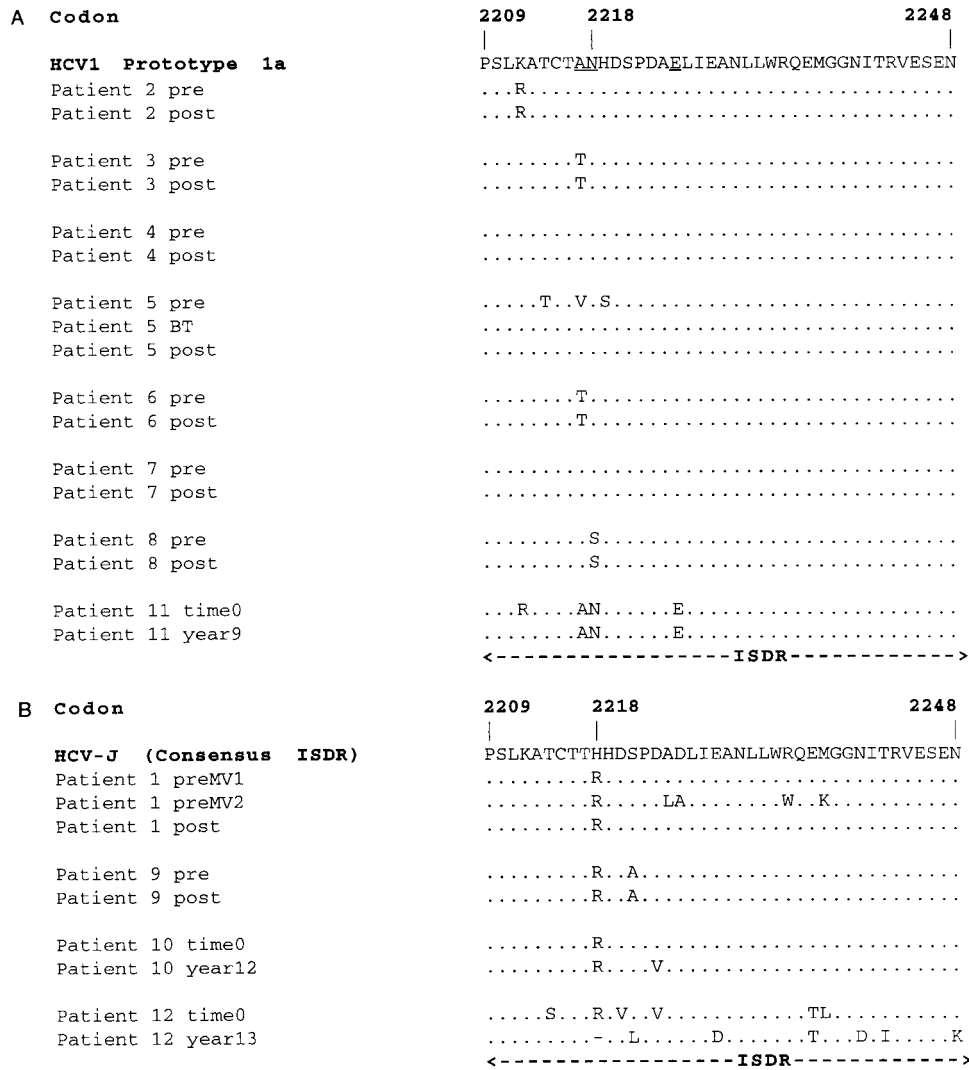 A Codon 2209 2218 2248
HCV1 Prototype 1a PSLKATCTANHDSPDAELIEANLLWRQEMGGNITRVESEN
Patient 2 pre ...R....................................
Patient 2 post ...R....................................
Patient 3 pre ........T...............................
Patient 3 post ........T...............................
Patient 4 pre ........................................
Patient 4 post ........................................
Patient 5 pre .....T..V.S.............................
Patient 5 BT ........................................
Patient 5 post ........................................
Patient 6 pre ........T...............................
Patient 6 post ........T...............................
Patient 7 pre ........................................
Patient 7 post ........................................
Patient 8 pre .........S..............................
Patient 8 post .........S..............................
Patient 11 time0 ...R....AN......E.......................
Patient 11 year9 ........AN......E.......................
<--------------------ISDR-------------->
B Codon 2209 2218 2248
HCV-J (Consensus ISDR) PSLKATCTTHHDSPDADLIEANLLWRQEMGGNITRVESEN
Patient 1 preMV1 .........R..............................
Patient 1 preMV2 .........R.....LA........W..K...........
Patient 1 post .........R..............................
Patient 9 pre .........R..A...........................
Patient 9 post .........R..A...........................
Patient 10 time0 .........R..............................
Patient 10 year12 .........R....V.........................
Patient 12 time0 .....S...R.V..V............TL...........
Patient 12 year13 .........-..L......D.......T...D.I.....K
<--------------------ISDR-------------->